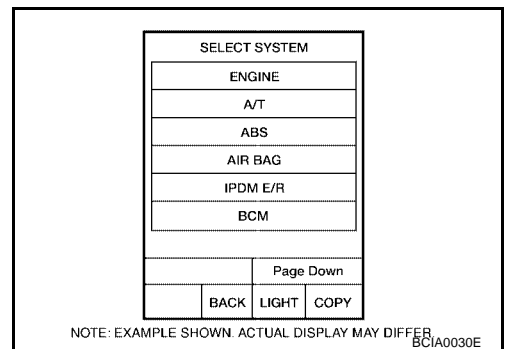 SELECT SYSTEM
ENGINE
A/T
ABS
AIR BAG
IPDM E/R
BCM
Page Down
BACK LIGHT COPY
NOTE: EXAMPLE SHOWN. ACTUAL DISPLAY MAY DIFFER.
BCIA0030E